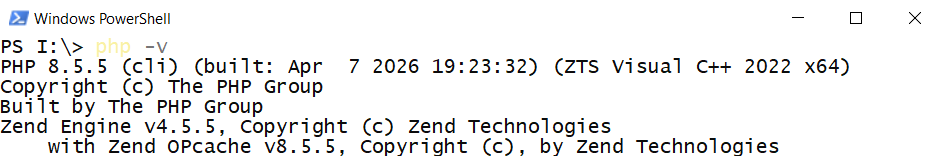 Windows PowerShell
PS I:\> php -v
PHP 8.5.5 (cli) (built: Apr  7 2026 19:23:32) (ZTS Visual C++ 2022 x64)
Copyright (c) The PHP Group
Built by The PHP Group
Zend Engine v4.5.5, Copyright (c) Zend Technologies
    with Zend OPcache v8.5.5, Copyright (c), by Zend Technologies